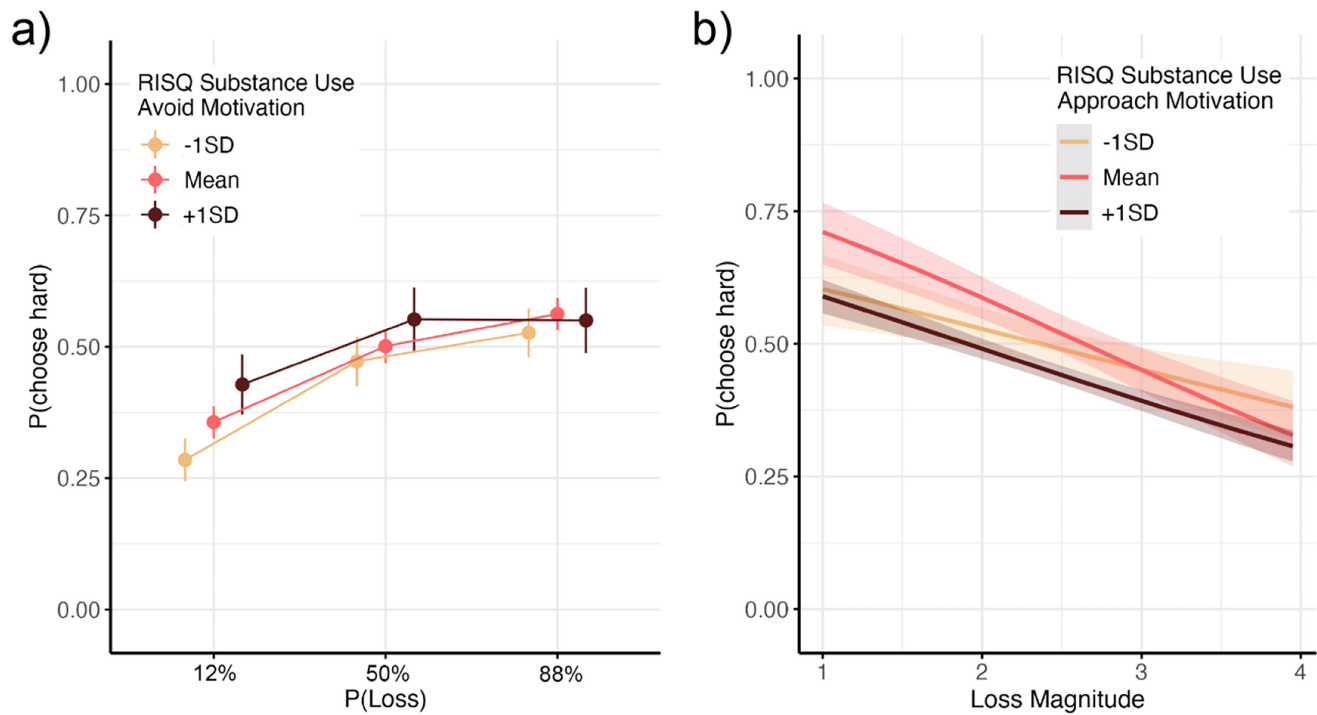 a)
RISQ Substance Use
Avoid Motivation
-1SD
Mean
+1SD
1.00
0.75
0.50
0.25
0.00
P(choose hard)
12%
50%
88%
P(Loss)
b)
RISQ Substance Use
Approach Motivation
-1SD
Mean
+1SD
1.00
0.75
0.50
0.25
0.00
P(choose hard)
1
2
3
4
Loss Magnitude